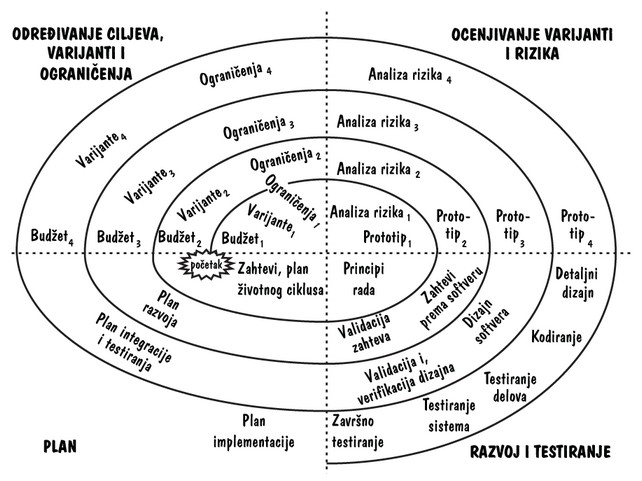 ODREĐIVANJE CILJEVA,
VARIJANTI I
OGRANIČENJA
OCENJIVANJE VARIJANTI
I RIZIKA
Ograničenja 4
Analiza rizika 4
Varijante 4
Ograničenja 3
Analiza rizika 3
Varijante 3
Ograničenja 2
Analiza rizika 2
Varijante 2
Ograničenja 1
Varijante 1
Analiza rizika 1
Budžet 4
Budžet 3
Budžet 2
Budžet 1
Prototip 1
Proto-
tip 2
Proto-
tip 3
Proto-
tip 4
početak
Zahtevi, plan
životnog ciklusa
Principi
rada
Zahtevi
prema softveru
Detaljni
dizajn
Plan
razvoja
Validacija
zahteva
Dizajn
softvera
Kodiranje
Plan integracije
i testiranja
Validacija i,
verifikacija dizajna
Testiranje
delova
Plan
implementacije
Završno
testiranje
Testiranje
sistema
PLAN
RAZVOJ I TESTIRANJE